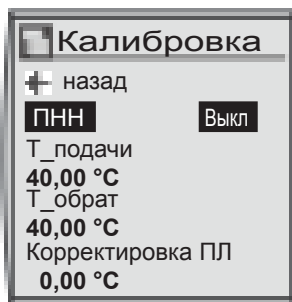 Калибровка
назад
ПНН Выкл
Т_подачи
40,00 °C
Т_обрат
40,00 °C
Корректировка ПЛ
0,00 °C